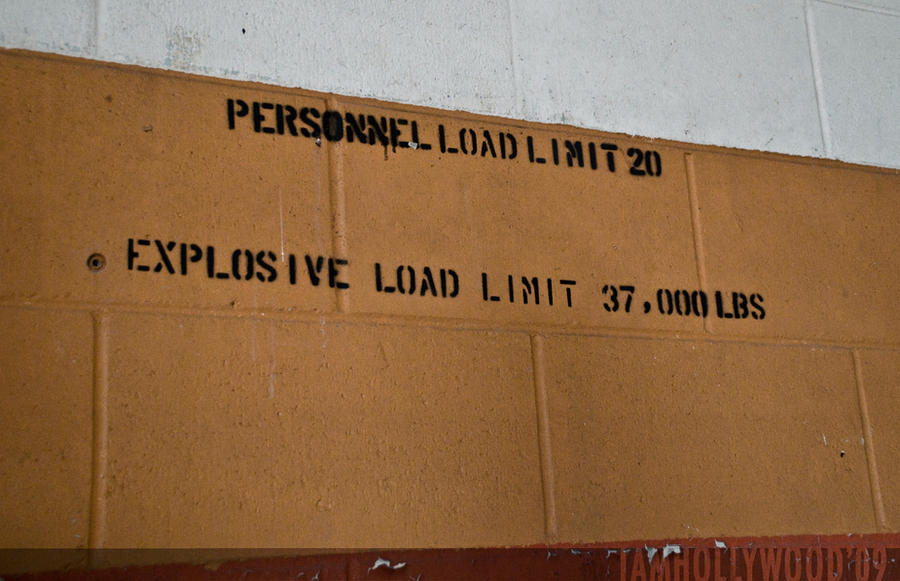 PERSONNEL LOAD LIMIT 20
EXPLOSIVE LOAD LIMIT 37,000 LBS
IAMHOLLYWOOD'09